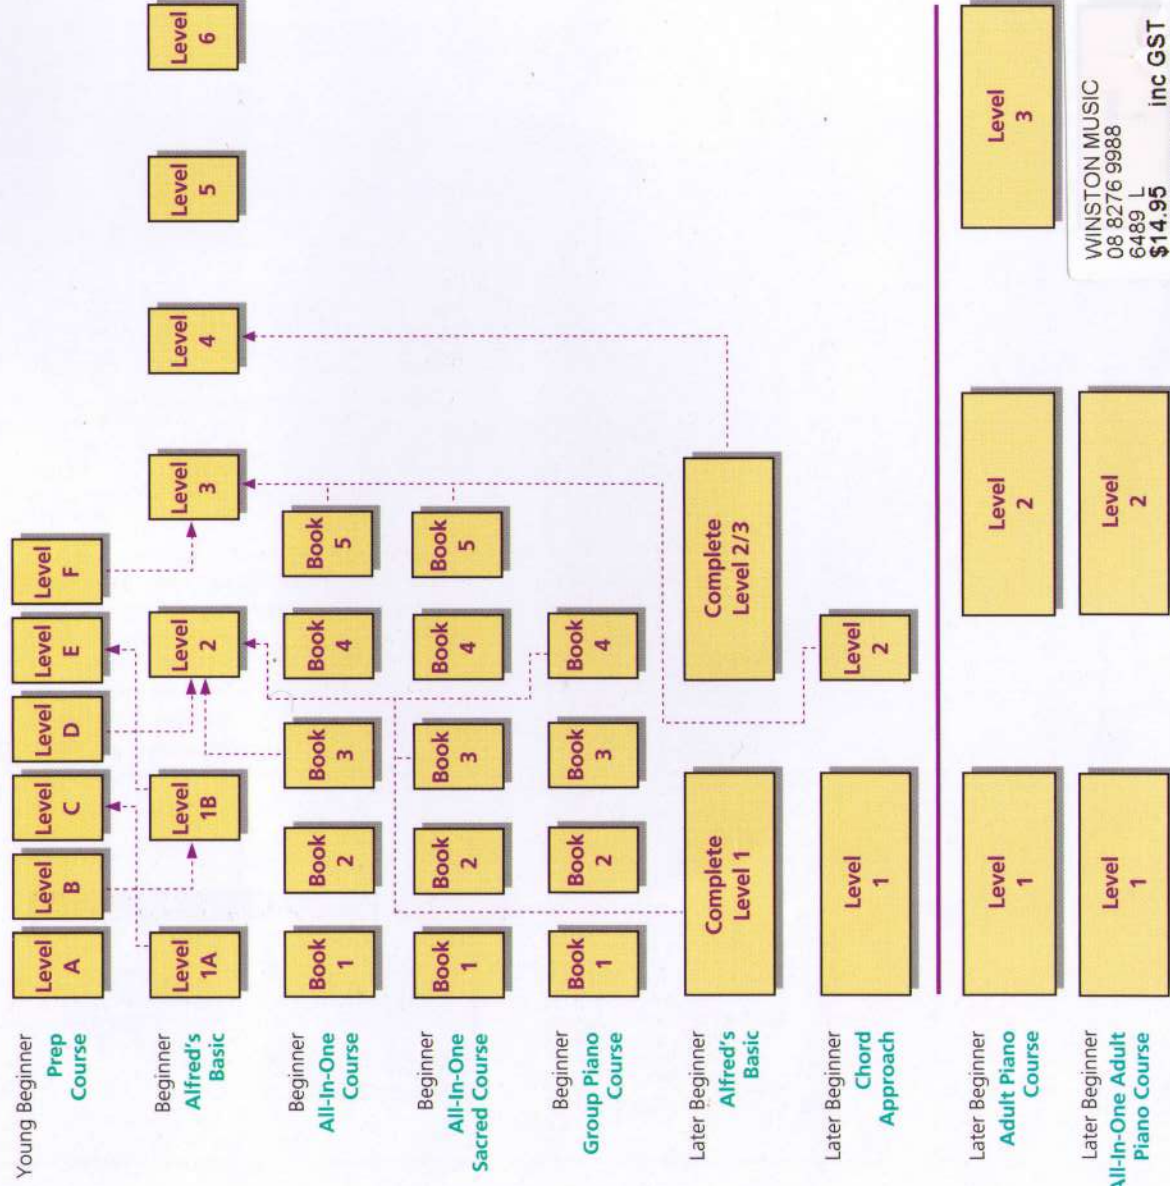 Young Beginner
Prep
Course
Level
A
Level
B
Level
C
Level
D
Level
E
Level
F
Beginner
Alfred's
Basic
Level
1A
Level
1B
Level
2
Level
3
Level
4
Level
5
Level
6
Beginner
All-In-One
Course
Book
1
Book
2
Book
3
Book
4
Book
5
Beginner
All-In-One
Sacred Course
Book
1
Book
2
Book
3
Book
4
Book
5
Beginner
Group Piano
Course
Book
1
Book
2
Book
3
Book
4
Later Beginner
Alfred's
Basic
Complete
Level 1
Complete
Level 2/3
Later Beginner
Chord
Approach
Level
1
Level
2
Later Beginner
Adult Piano
Course
Level
1
Level
2
Level
3
Later Beginner
All-In-One Adult
Piano Course
Level
1
Level
2
WINSTON MUSIC
08 8276 9988
6489 L
$14.95 inc GST